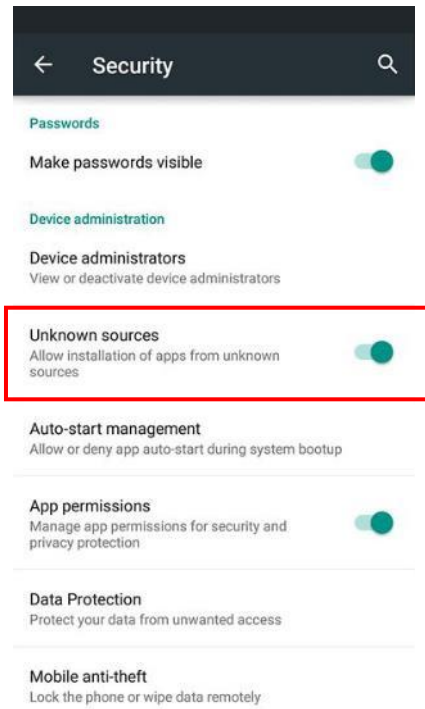 Security
Passwords
Make passwords visible
Device administration
Device administrators
View or deactivate device administrators
Unknown sources
Allow installation of apps from unknown
sources
Auto-start management
Allow or deny app auto-start during system bootup
App permissions
Manage app permissions for security and
privacy protection
Data Protection
Protect your data from unwanted access
Mobile anti-theft
Lock the phone or wipe data remotely